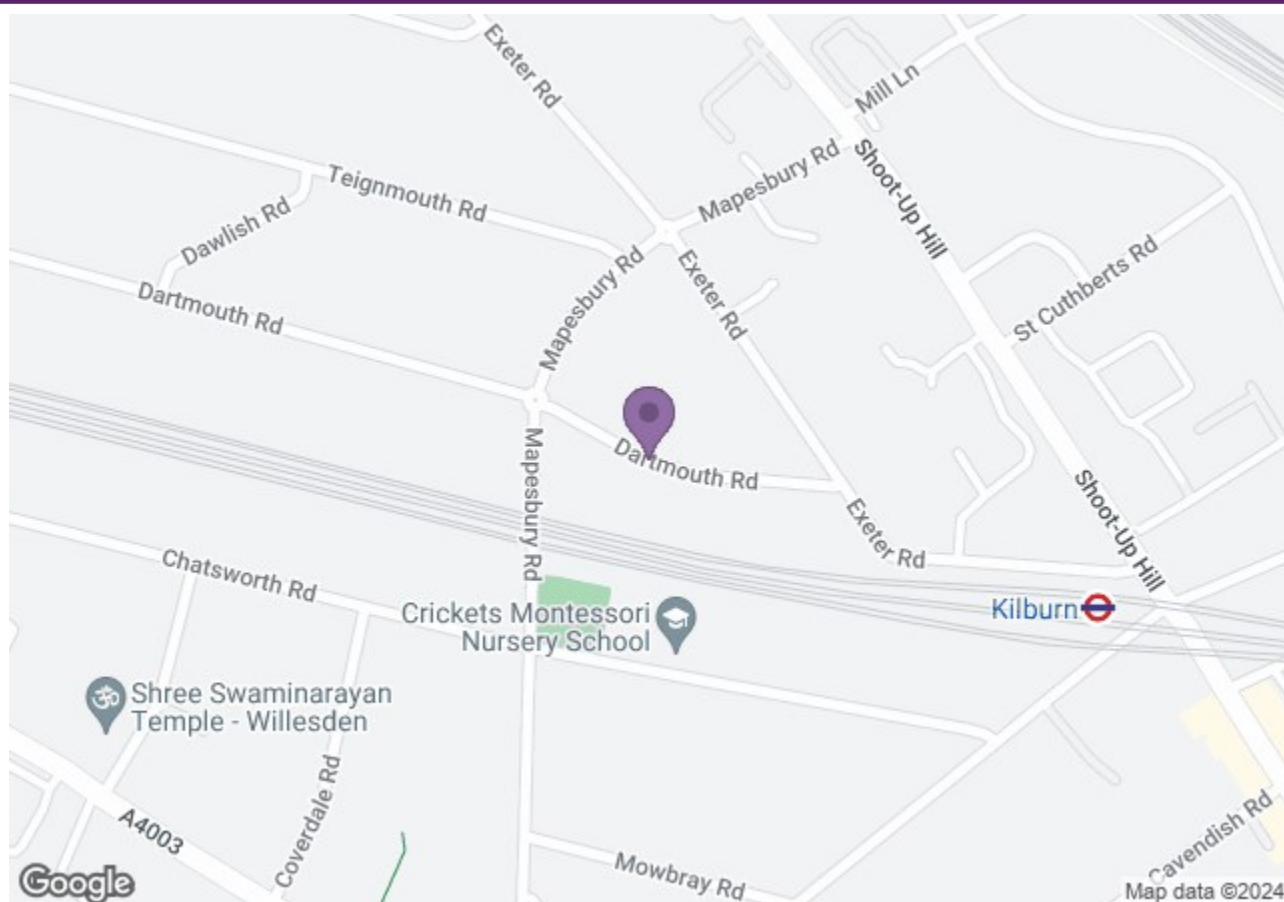 Exeter Rd
Mill Ln
Mapesbury Rd
Shoot-Up Hill
Teignmouth Rd
Dawlish Rd
St Cuthberts Rd
Dartmouth Rd
Mapesbury Rd
Exeter Rd
Dartmouth Rd
Mapesbury Rd
Shoot-Up Hill
Exeter Rd
Chatsworth Rd
Crickets Montessori
Nursery School
Kilburn
Shree Swaminarayan
Temple - Willesden
A4003
Coverdale Rd
Mowbray Rd
Cavendish Rd
Google
Map data ©2024